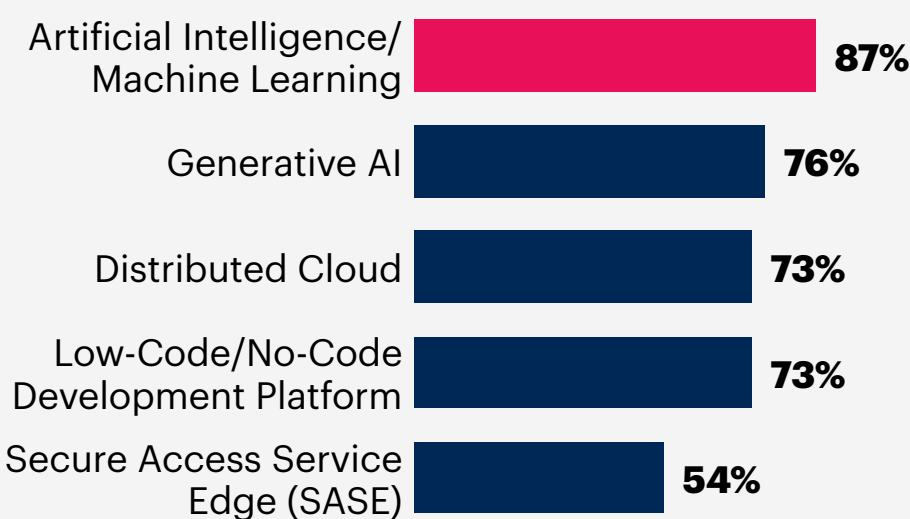 Artificial Intelligence/
Machine Learning
87%
Generative AI
76%
Distributed Cloud
73%
Low-Code/No-Code
Development Platform
73%
Secure Access Service
Edge (SASE)
54%